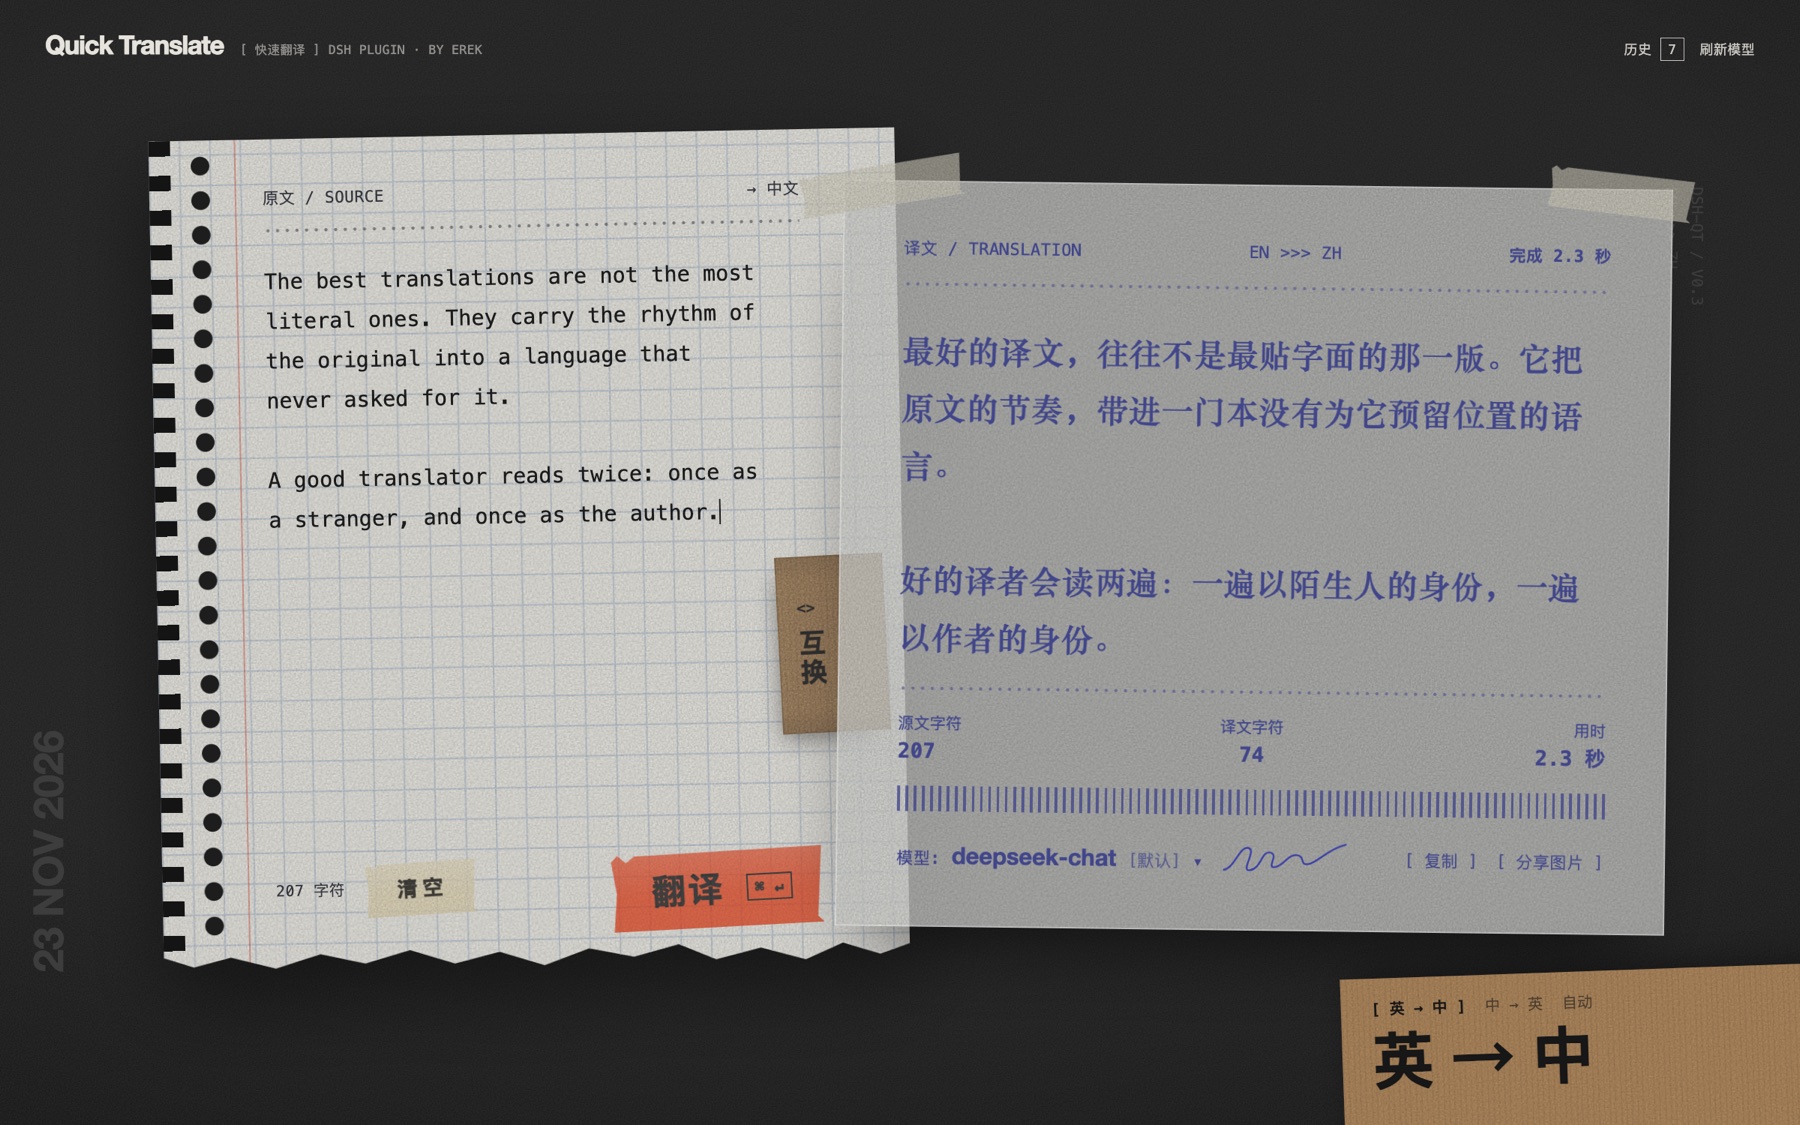 Quick Translate [ 快速翻译 ] DSH PLUGIN · BY EREK
历史 7 刷新模型
原文 / SOURCE → 中文
The best translations are not the most
literal ones. They carry the rhythm of
the original into a language that
never asked for it.
A good translator reads twice: once as
a stranger, and once as the author.
<> 互换
207 字符 清空 翻译 ⌘ ↵
译文 / TRANSLATION EN >>> ZH 完成 2.3 秒
最好的译文，往往不是最贴字面的那一版。它把
原文的节奏，带进一门本没有为它预留位置的语
言。
好的译者会读两遍：一遍以陌生人的身份，一遍
以作者的身份。
源文字符 译文字符 用时
207 74 2.3 秒
模型: deepseek-chat [默认] ▾ [ 复制 ] [ 分享图片 ]
DSH—QT / V0.3
23 NOV 2026
[ 英 → 中 ] 中 → 英 自动
英 → 中